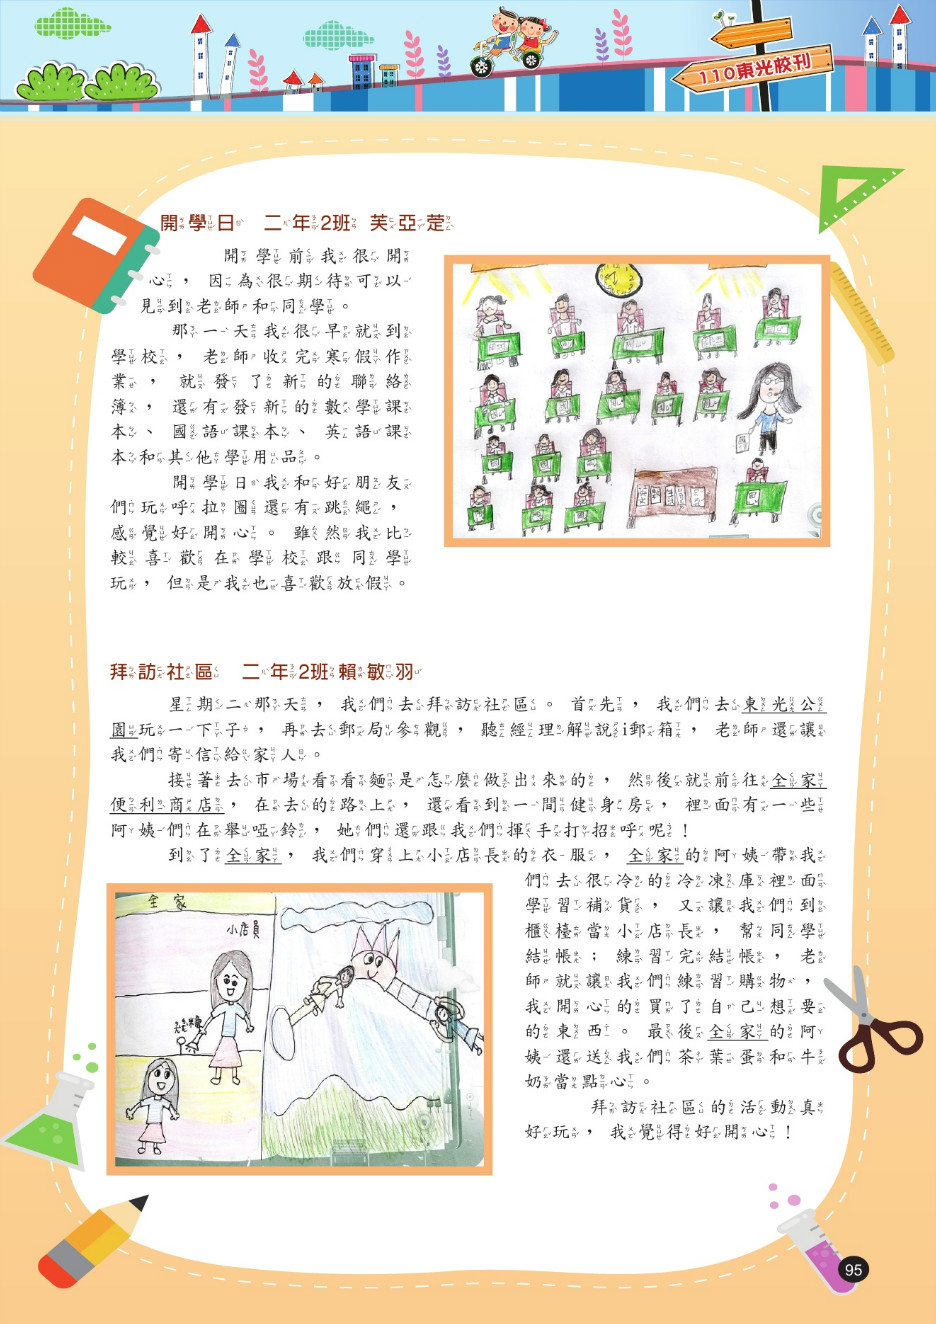 110東光校刊
開學日 二年2班 芙亞萣
開學前我很開
心，因為很期待可以
見到老師和同學。
那一天我很早就到
學校，老師收完寒假作
業，就發了新的聯絡
簿，還有發新的數學課
本、國語課本、英語課
本和其他學用品。
開學日我和好朋友
們玩呼拉圈還有跳繩，
感覺好開心。雖然我比
較喜歡在學校跟同學
玩，但是我也喜歡放假。
拜訪社區 二年2班賴敏羽
星期二那天，我們去拜訪社區。首先，我們去東光公
園玩一下子，再去郵局參觀，聽經理解說i郵箱，老師還讓
我們寄信給家人。
接著去市場看看麵是怎麼做出來的，然後就前往全家
便利商店，在去的路上，還看到一間健身房，裡面有一些
阿姨們在舉啞鈴，她們還跟我們揮手打招呼呢！
到了全家，我們穿上小店長的衣服，全家的阿姨帶我
們去很冷的冷凍庫裡面
學習補貨，又讓我們到
櫃檯當小店長，幫同學
結帳；練習完結帳，老
師就讓我們練習購物，
我開心的買了自己想要
的東西。最後全家的阿
姨還送我們茶葉蛋和牛
奶當點心。
拜訪社區的活動真
好玩，我覺得好開心！
全家
小店員
95